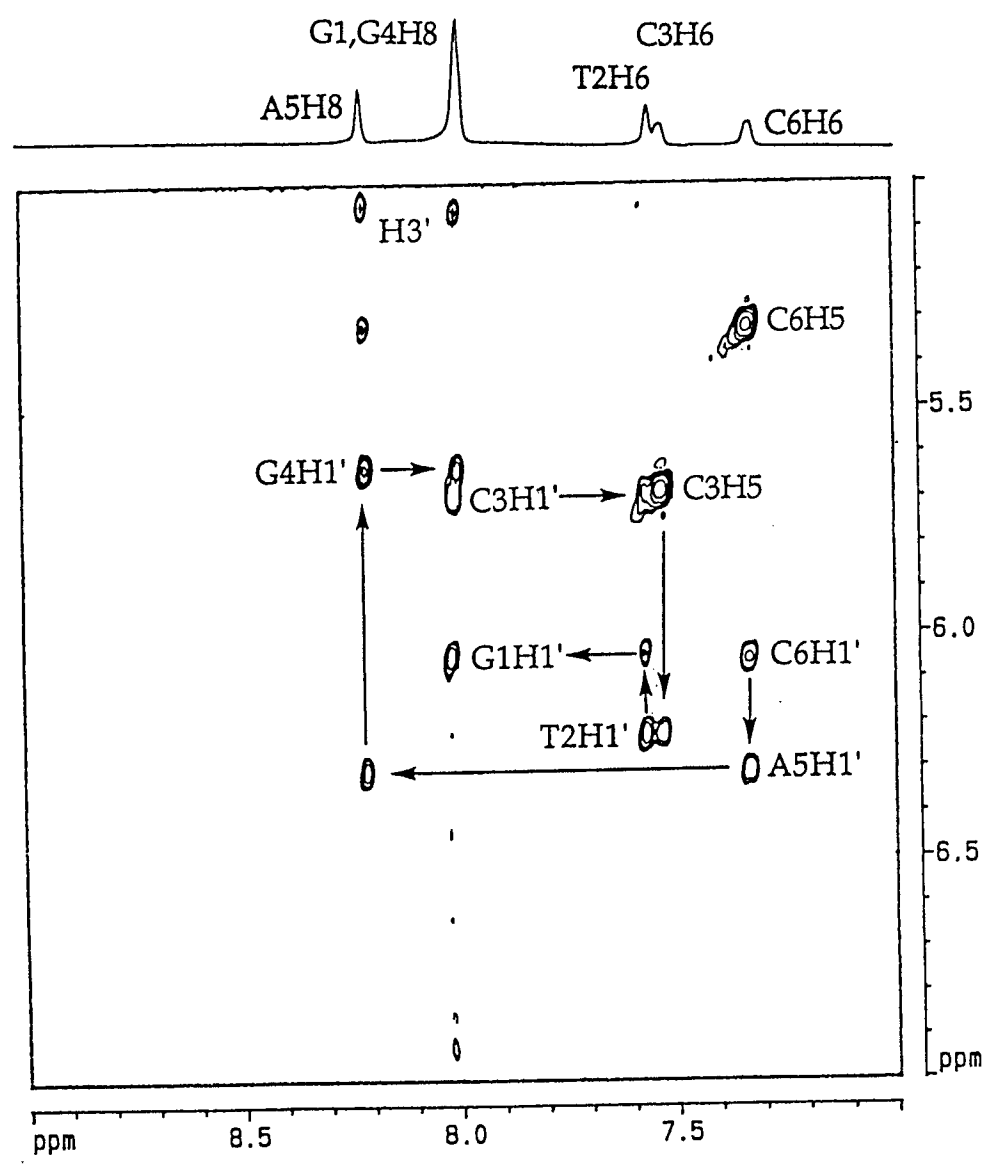 G1,G4H8
C3H6
T2H6
A5H8
C6H6
H3'
C6H5
5.5
G4H1'
C3H1'
C3H5
6.0
G1H1'
C6H1'
T2H1'
A5H1'
6.5
ppm
ppm
8.5
8.0
7.5